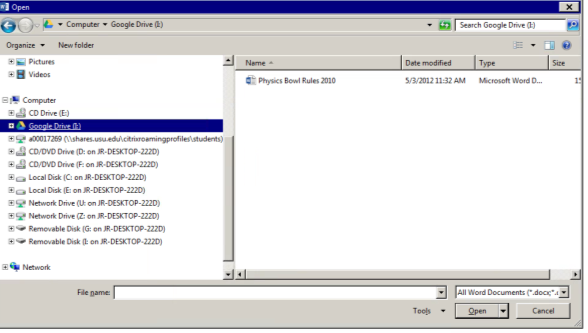 Open
Computer Google Drive (I:)
Search Google Drive (I:)
Organize New folder
Pictures
Videos
Computer
CD Drive (E:)
Google Drive (I:)
a00017269 (\\shares.usu.edu\citrixroamingprofiles\students)
CD/DVD Drive (D: on JR-DESKTOP-222D)
CD/DVD Drive (F: on JR-DESKTOP-222D)
Local Disk (C: on JR-DESKTOP-222D)
Local Disk (E: on JR-DESKTOP-222D)
Network Drive (U: on JR-DESKTOP-222D)
Network Drive (Z: on JR-DESKTOP-222D)
Removable Disk (G: on JR-DESKTOP-222D)
Removable Disk (I: on JR-DESKTOP-222D)
Network
Name Date modified Type Size
Physics Bowl Rules 2010 5/3/2012 11:32 AM Microsoft Word D... 15
File name:
All Word Documents (*.docx;*.
Tools Open Cancel